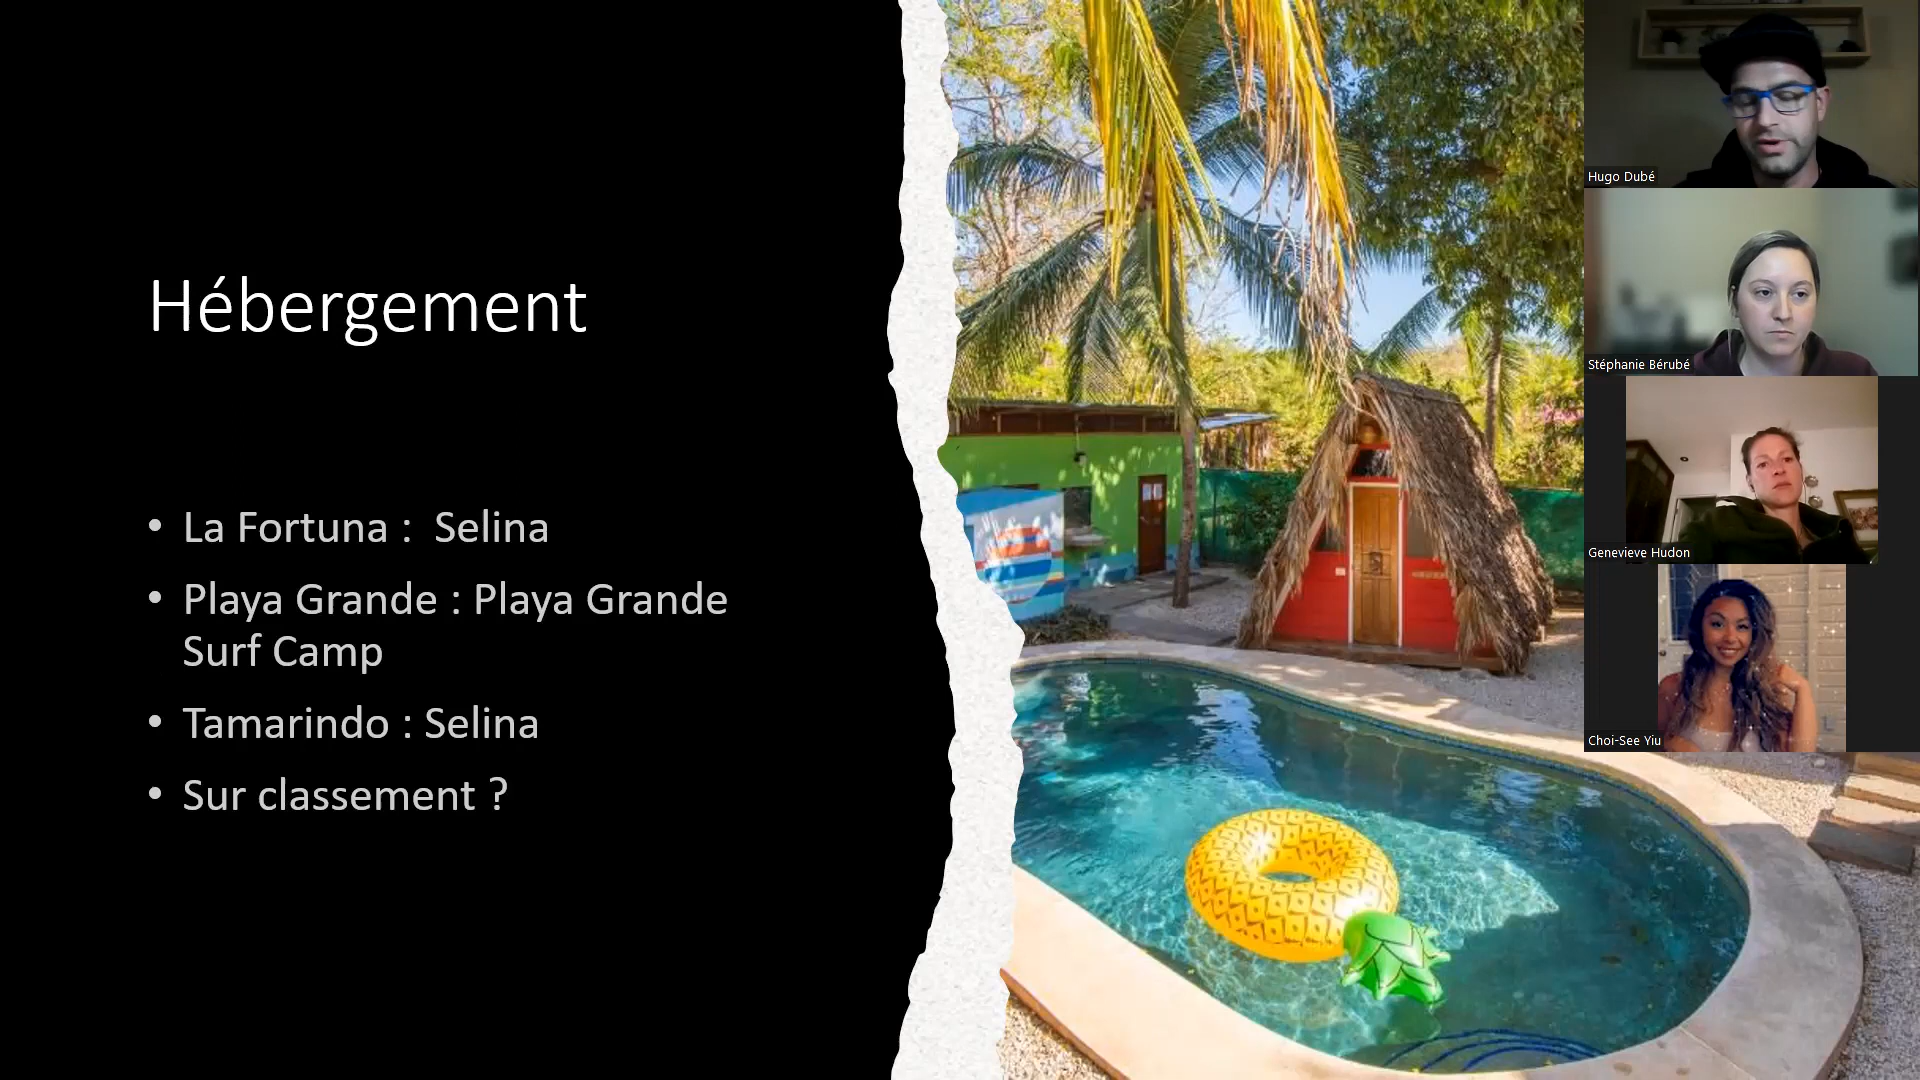 Hébergement
• La Fortuna :  Selina
• Playa Grande : Playa Grande
Surf Camp
• Tamarindo : Selina
• Sur classement ?
Hugo Dubé
Stéphanie Bérubé
Genevieve Hudon
Choi-See Yiu